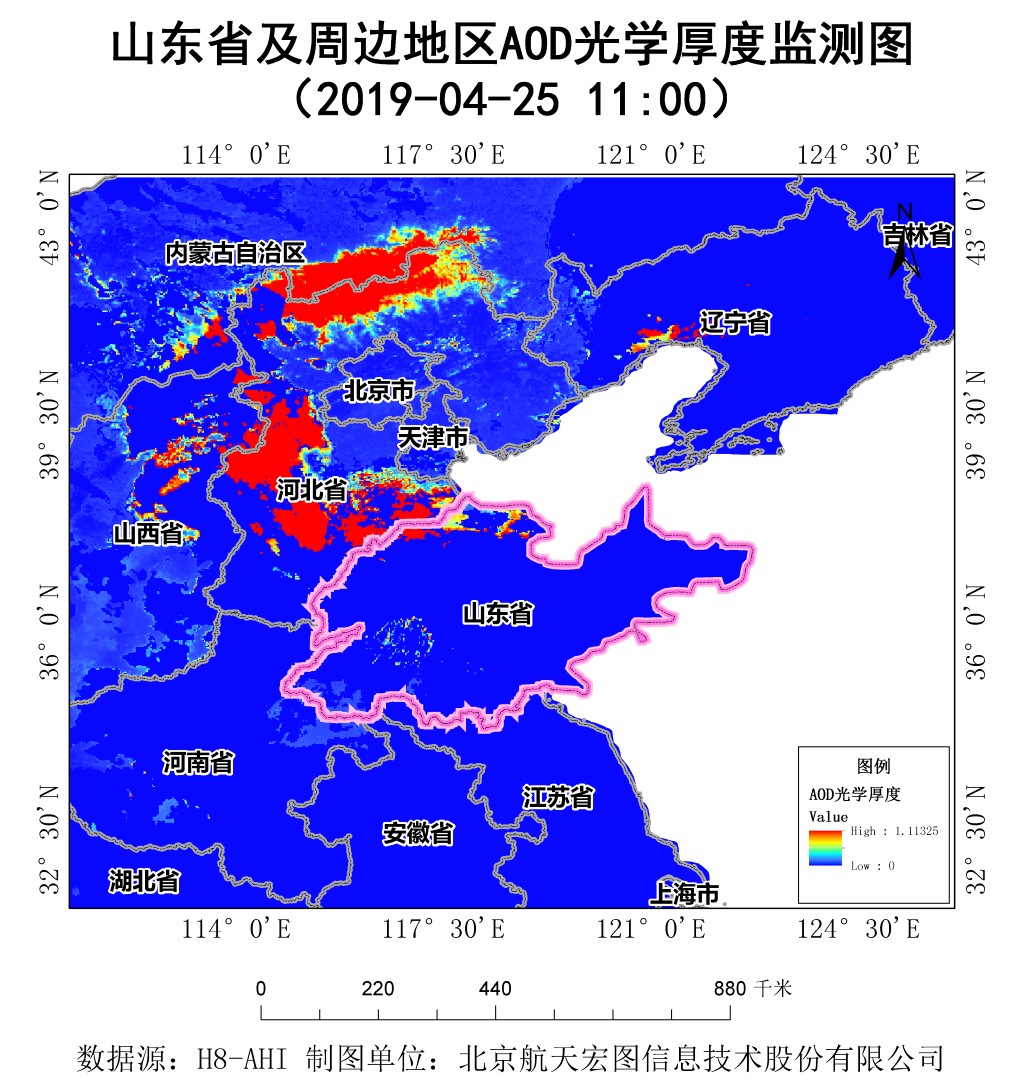 山东省及周边地区AOD光学厚度监测图
（2019-04-25 11:00）
114° 0'E 117° 30'E 121° 0'E 124° 30'E
43° 0'N
39° 30'N
36° 0'N
32° 30'N
43° 0'N
39° 30'N
36° 0'N
32° 30'N
N
吉林省
内蒙古自治区
辽宁省
北京市
天津市
河北省
山西省
山东省
河南省
江苏省
安徽省
湖北省
上海市
图例
AOD光学厚度
Value
High : 1.11325
Low : 0
114° 0'E 117° 30'E 121° 0'E 124° 30'E
0 220 440 880 千米
数据源：H8-AHI 制图单位：北京航天宏图信息技术股份有限公司